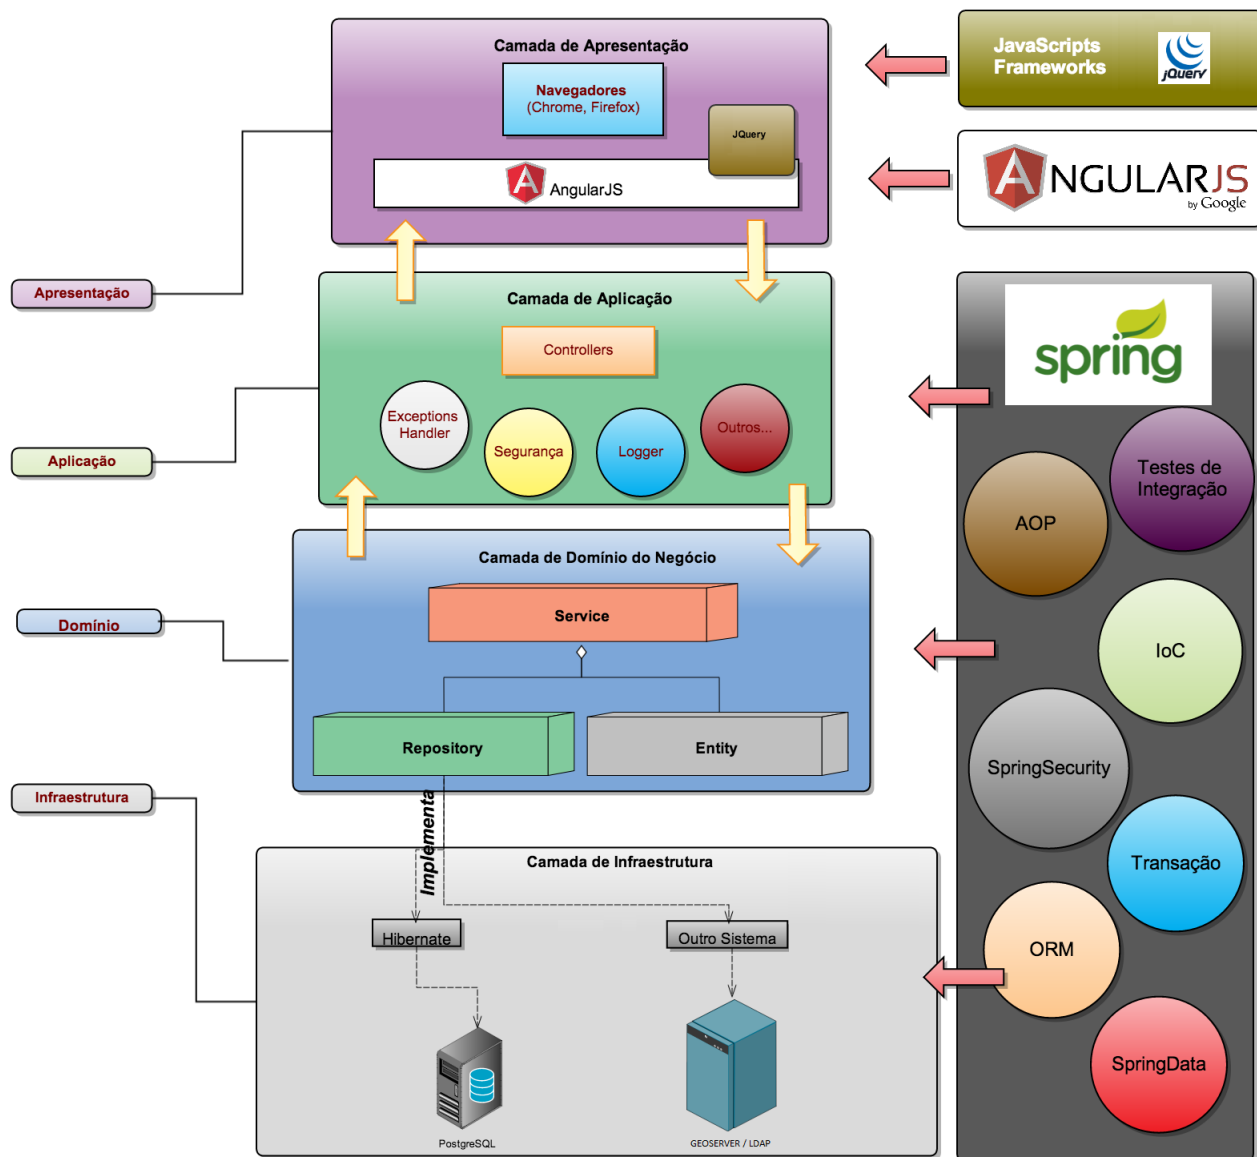 Camada de Apresentação
Navegadores
(Chrome, Firefox)
JQuery
AngularJS
JavaScripts
Frameworks
jQuery
ANGULARJS
by Google
Apresentação
Camada de Aplicação
Controllers
Exceptions
Handler
Segurança
Logger
Outros...
Aplicação
spring
Testes de
Integração
AOP
IoC
SpringSecurity
Transação
ORM
SpringData
Camada de Domínio do Negócio
Service
Repository
Entity
Domínio
Implementa
Infraestrutura
Camada de Infraestrutura
Hibernate
Outro Sistema
PostgreSQL
GEOSERVER / LDAP